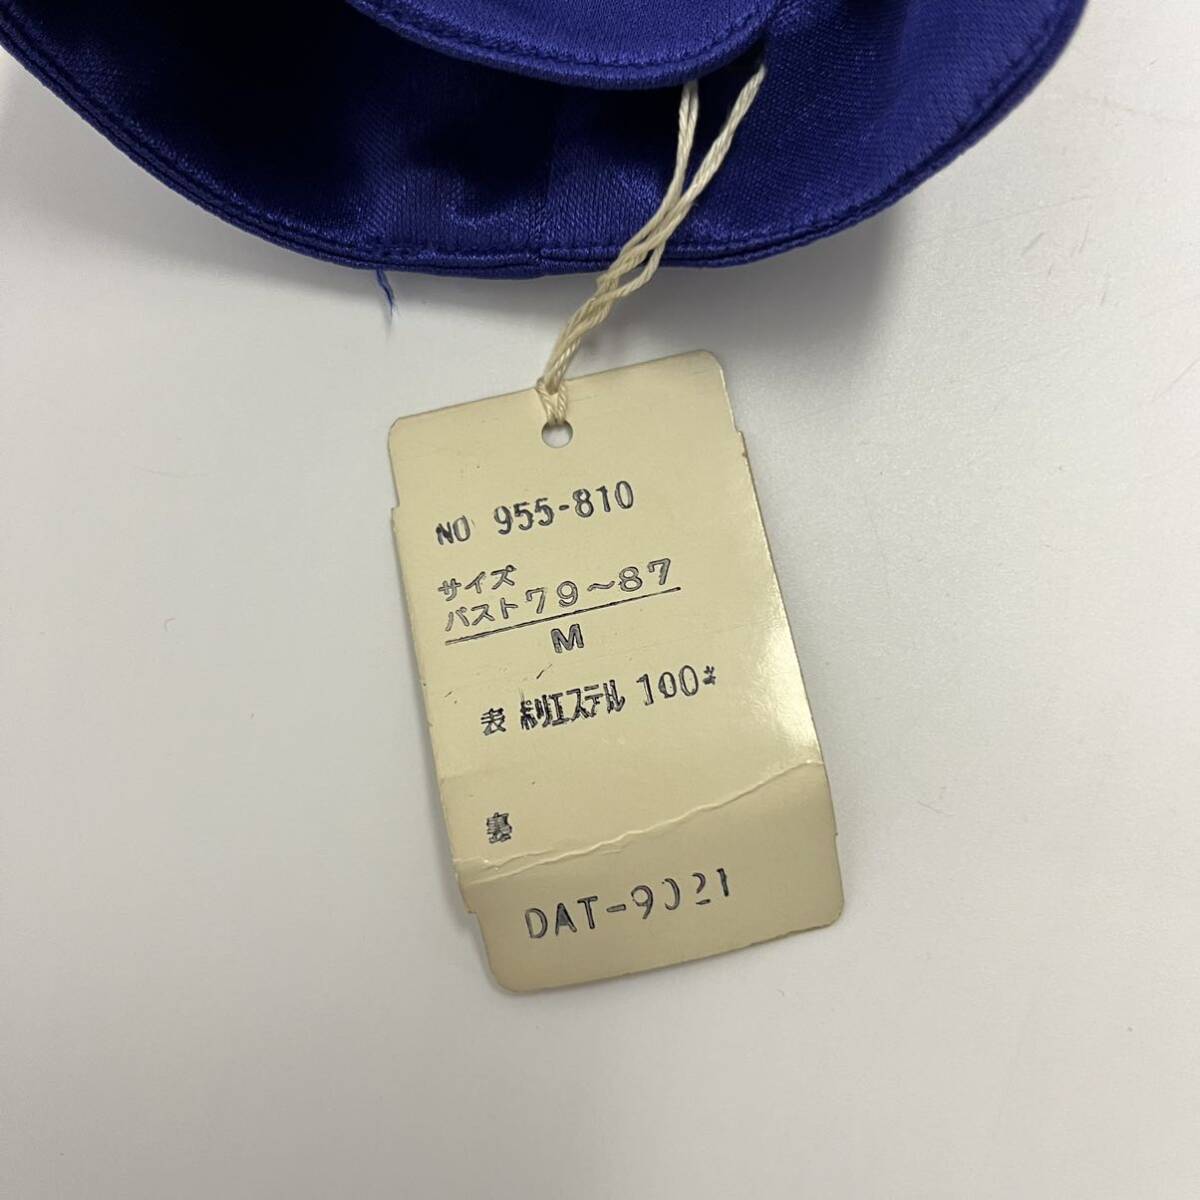 NO 955-810
サイズ
バスト79～87
M
表 ポリエステル 100%
裏
DAT-9021